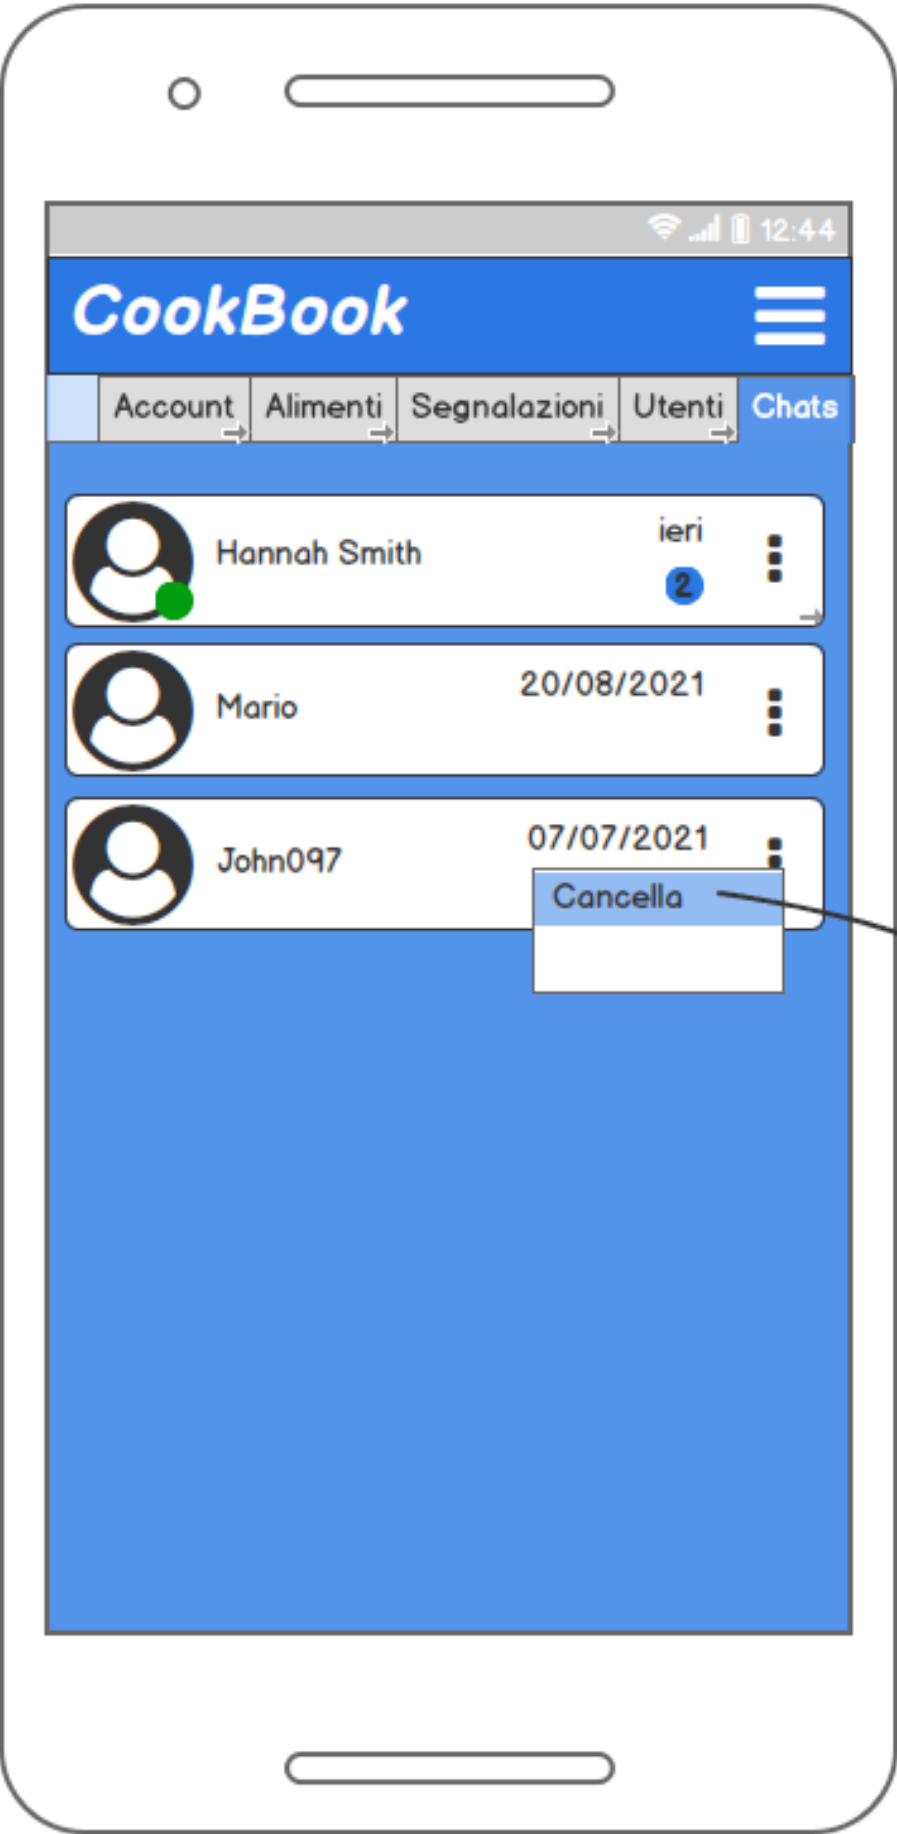 12:44
CookBook
Account Alimenti Segnalazioni Utenti Chats
Hannah Smith ieri
2
Mario 20/08/2021
John097 07/07/2021
Cancella